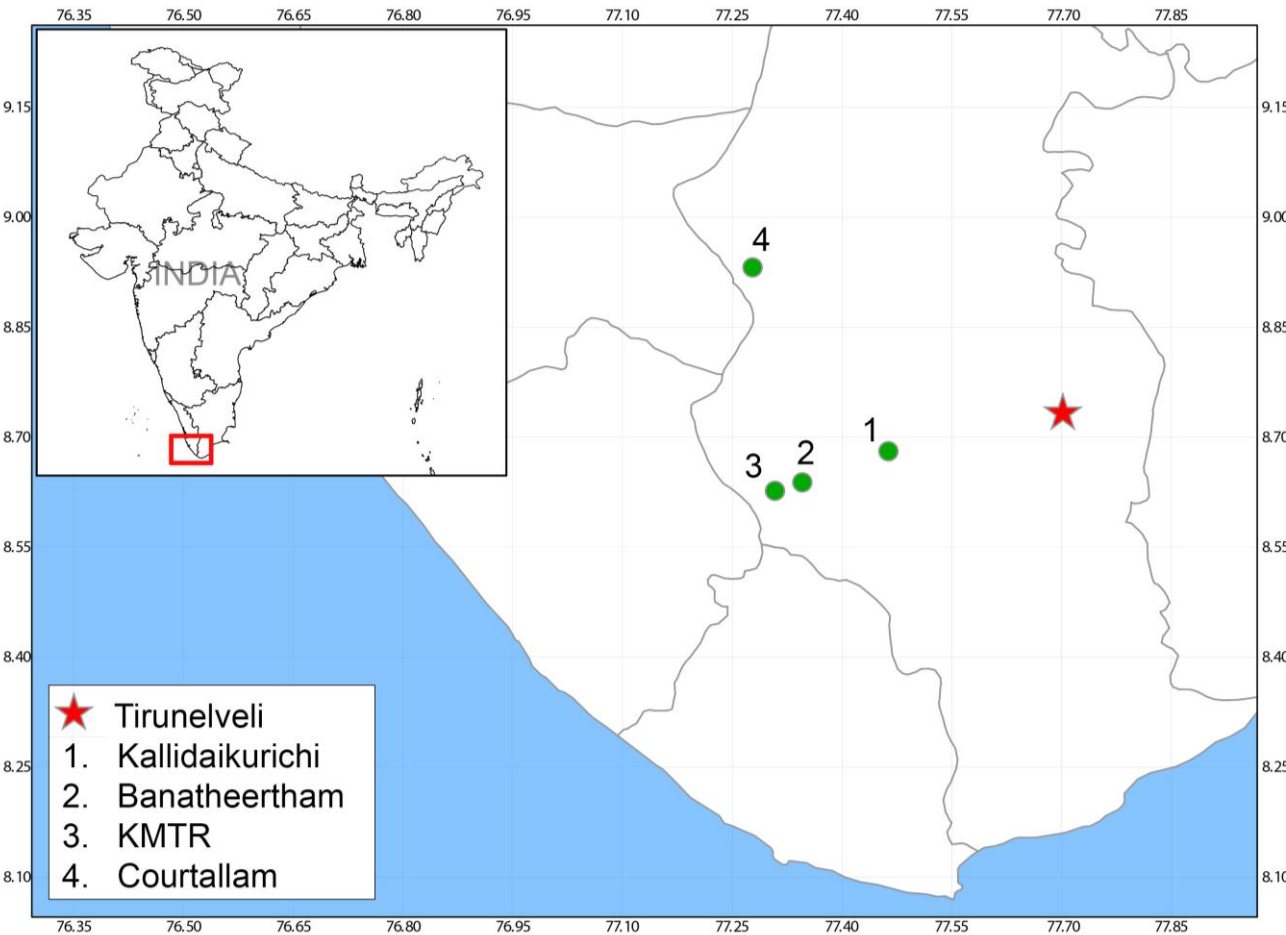 76.35 76.50 76.65 76.80 76.95 77.10 77.25 77.40 77.55 77.70 77.85
9.15 9.15
9.00 9.00
4
INDIA
8.85 8.85
8.70 8.70
1
2
3
8.55 8.55
8.40 8.40
Tirunelveli
1. Kallidaikurichi
8.25 8.25
2. Banatheertham
3. KMTR
4. Courtallam
8.10 8.10
76.35 76.50 76.65 76.80 76.95 77.10 77.25 77.40 77.55 77.70 77.85